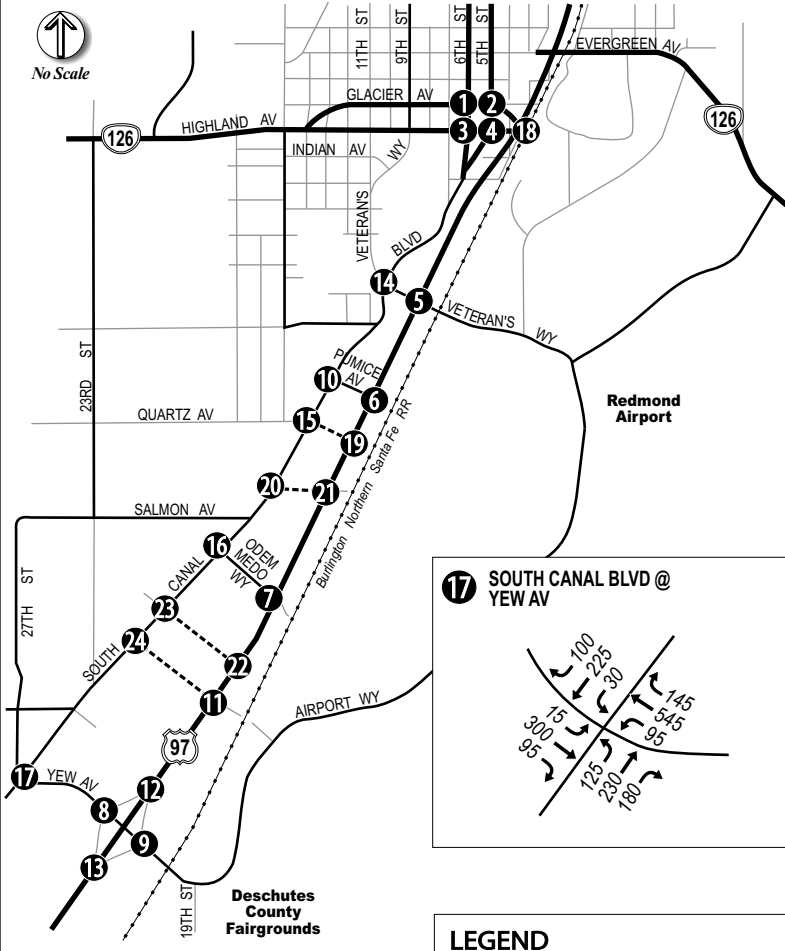 No Scale
11TH ST
9TH ST
6TH ST
5TH ST
EVERGREEN AV
GLACIER AV
1
2
126
HIGHLAND AV
3
4
18
126
INDIAN AV
VETERAN'S WY
BLVD
14
5
VETERAN'S WY
23RD ST
PUMICE AV
10
6
Redmond
Airport
QUARTZ AV
15
19
Burlington Northern Santa Fe RR
20
21
SALMON AV
16
ODEM
MEDO
WY
7
27TH ST
SOUTH CANAL
23
24
22
11
AIRPORT WY
97
17
YEW AV
12
8
9
13
19TH ST
Deschutes
County
Fairgrounds
17 SOUTH CANAL BLVD @
YEW AV
100
225
30
145
545
95
15
300
95
125
230
180
LEGEND